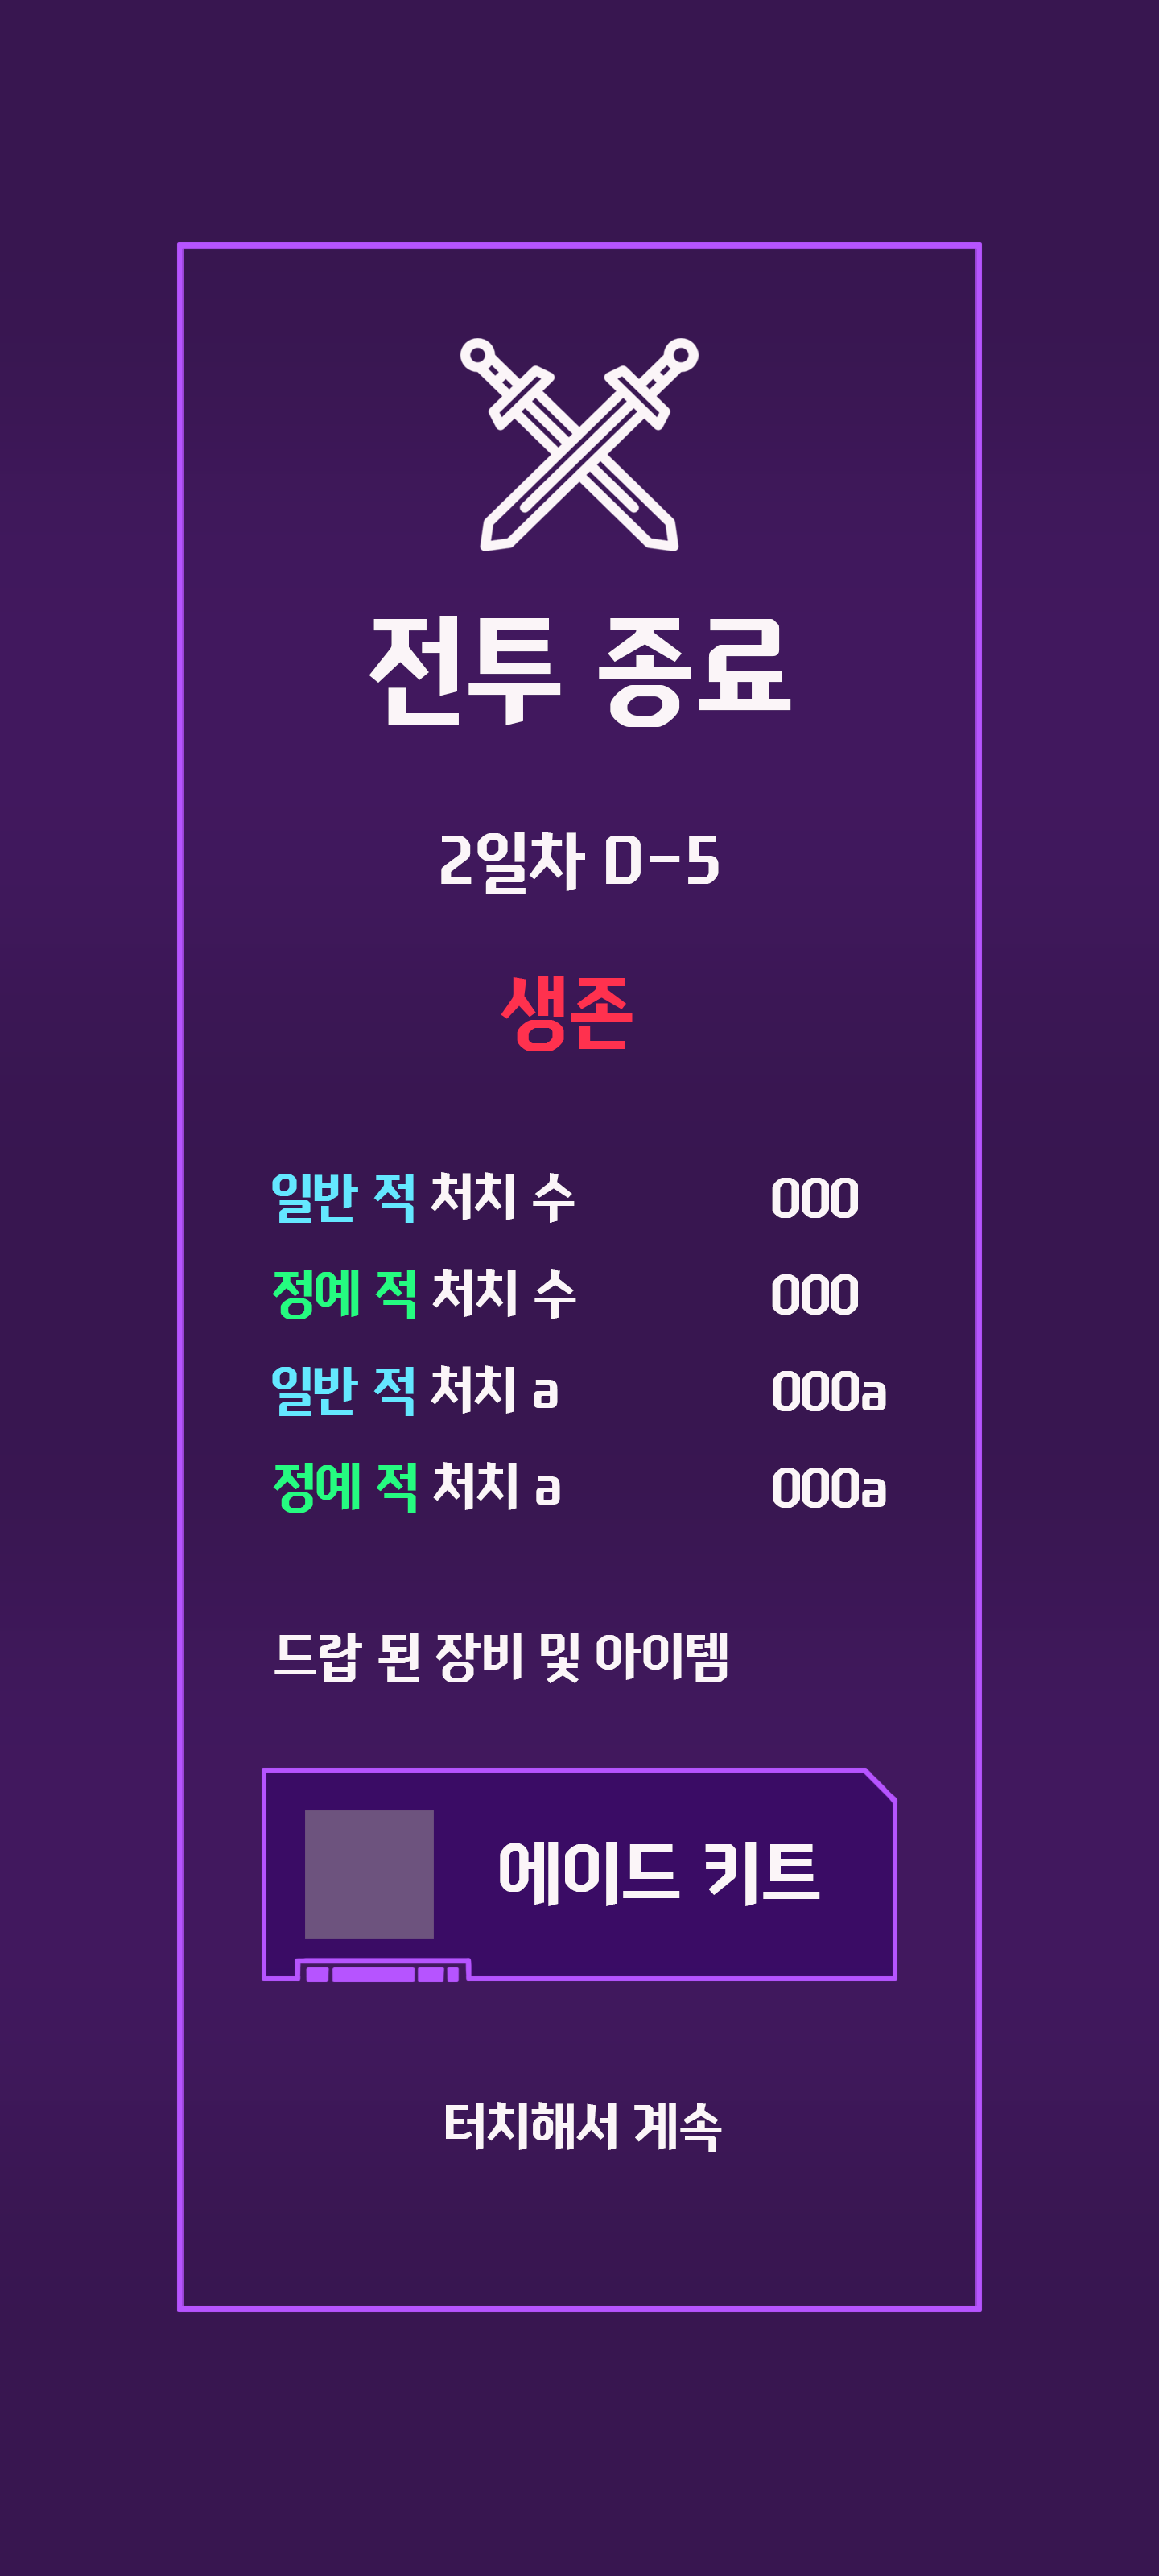 전투 종료
2일차 D-5
생존
일반 적 처치 수 000
정예 적 처치 수 000
일반 적 처치 a 000a
정예 적 처치 a 000a
드랍 된 장비 및 아이템
에이드 키트
터치해서 계속